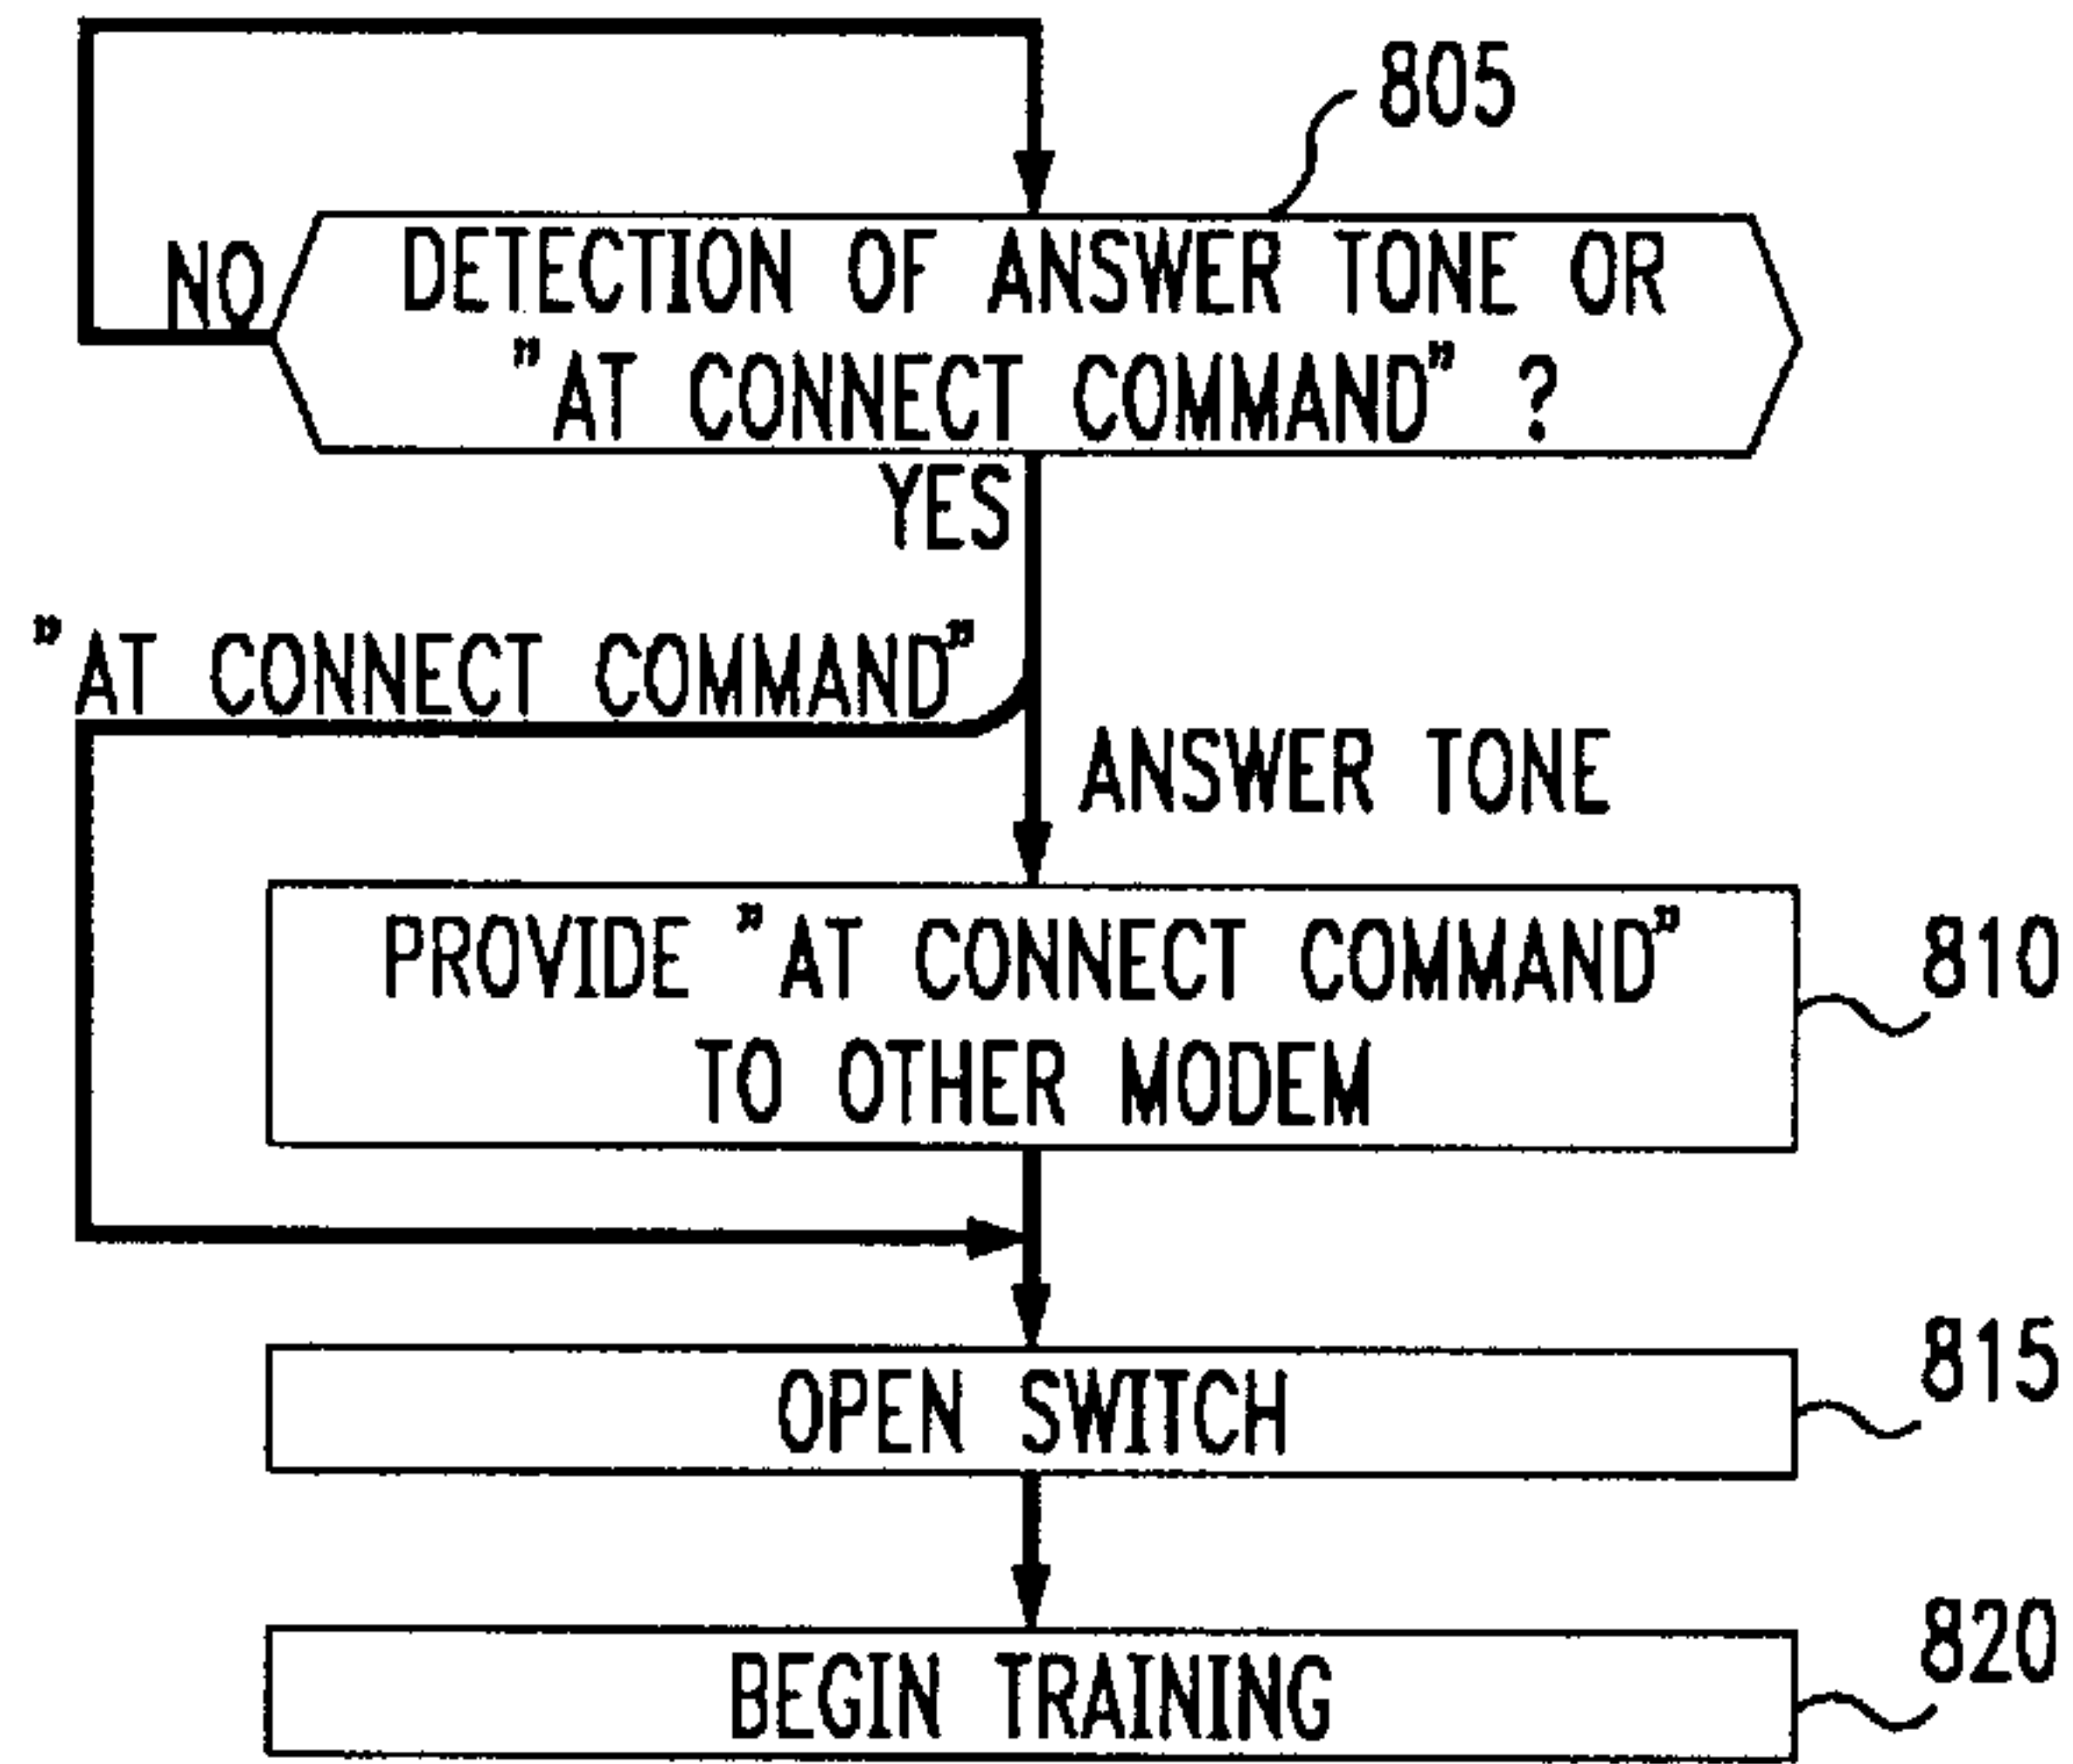 805
DETECTION OF ANSWER TONE OR
"AT CONNECT COMMAND" ?
NO
YES
"AT CONNECT COMMAND"
ANSWER TONE
PROVIDE "AT CONNECT COMMAND"
TO OTHER MODEM
810
OPEN SWITCH
815
BEGIN TRAINING
820